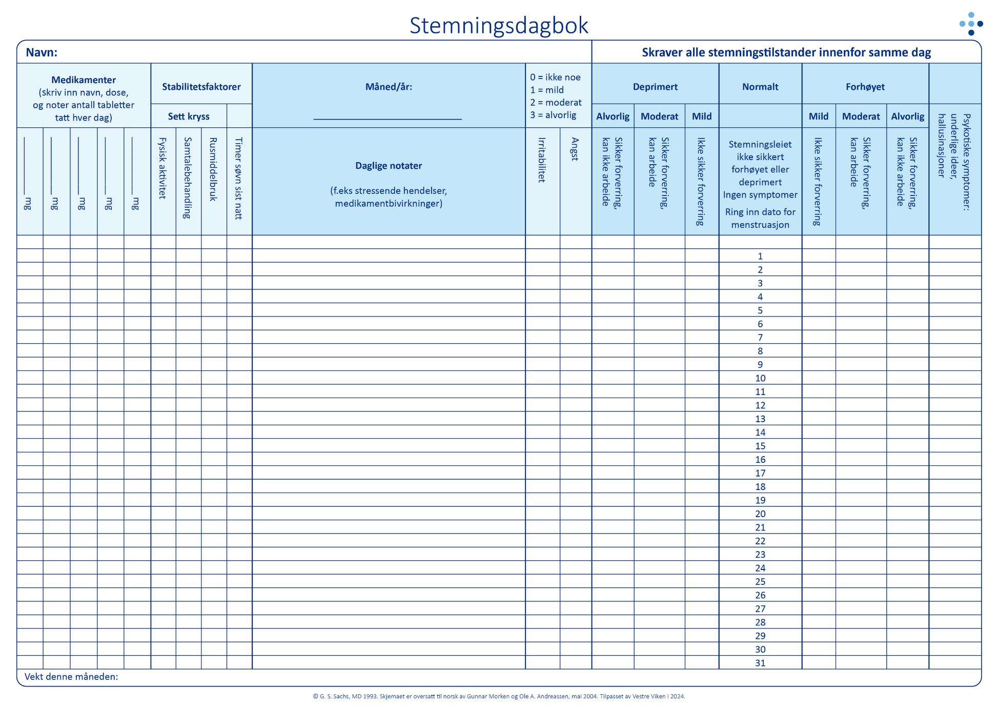 Stemningsdagbok
Navn:
Skraver alle stemningstilstander innenfor samme dag
Medikamenter
(skriv inn navn, dose,
og noter antall tabletter
tatt hver dag)
Stabilitetsfaktorer
Sett kryss
Måned/år:
0 = ikke noe
1 = mild
2 = moderat
3 = alvorlig
Deprimert
Normalt
Forhøyet
Alvorlig
Moderat
Mild
Mild
Moderat
Alvorlig
mg
mg
mg
mg
mg
Fysisk aktivitet
Samtalebehandling
Rusmiddelbruk
Timer søvn sist natt
Daglige notater
(f.eks stressende hendelser,
medikamentbivirkninger)
Irritabilitet
Angst
Sikker forverring,
kan ikke arbeide
Sikker forverring,
kan arbeide
Ikke sikker forverring
Stemningsleiet
ikke sikkert
forhøyet eller
deprimert
Ingen symptomer
Ring inn dato for
menstruasjon
Ikke sikker forverring
Sikker forverring,
kan arbeide
Sikker forverring,
kan ikke arbeide
Psykotiske symptomer:
underlige ideer,
hallusinasjoner
1
2
3
4
5
6
7
8
9
10
11
12
13
14
15
16
17
18
19
20
21
22
23
24
25
26
27
28
29
30
31
Vekt denne måneden:
© G. S. Sachs, MD 1993. Skjemaet er oversatt til norsk av Gunnar Morken og Ole A. Andreassen, mai 2004. Tilpasset av Vestre Viken i 2024.